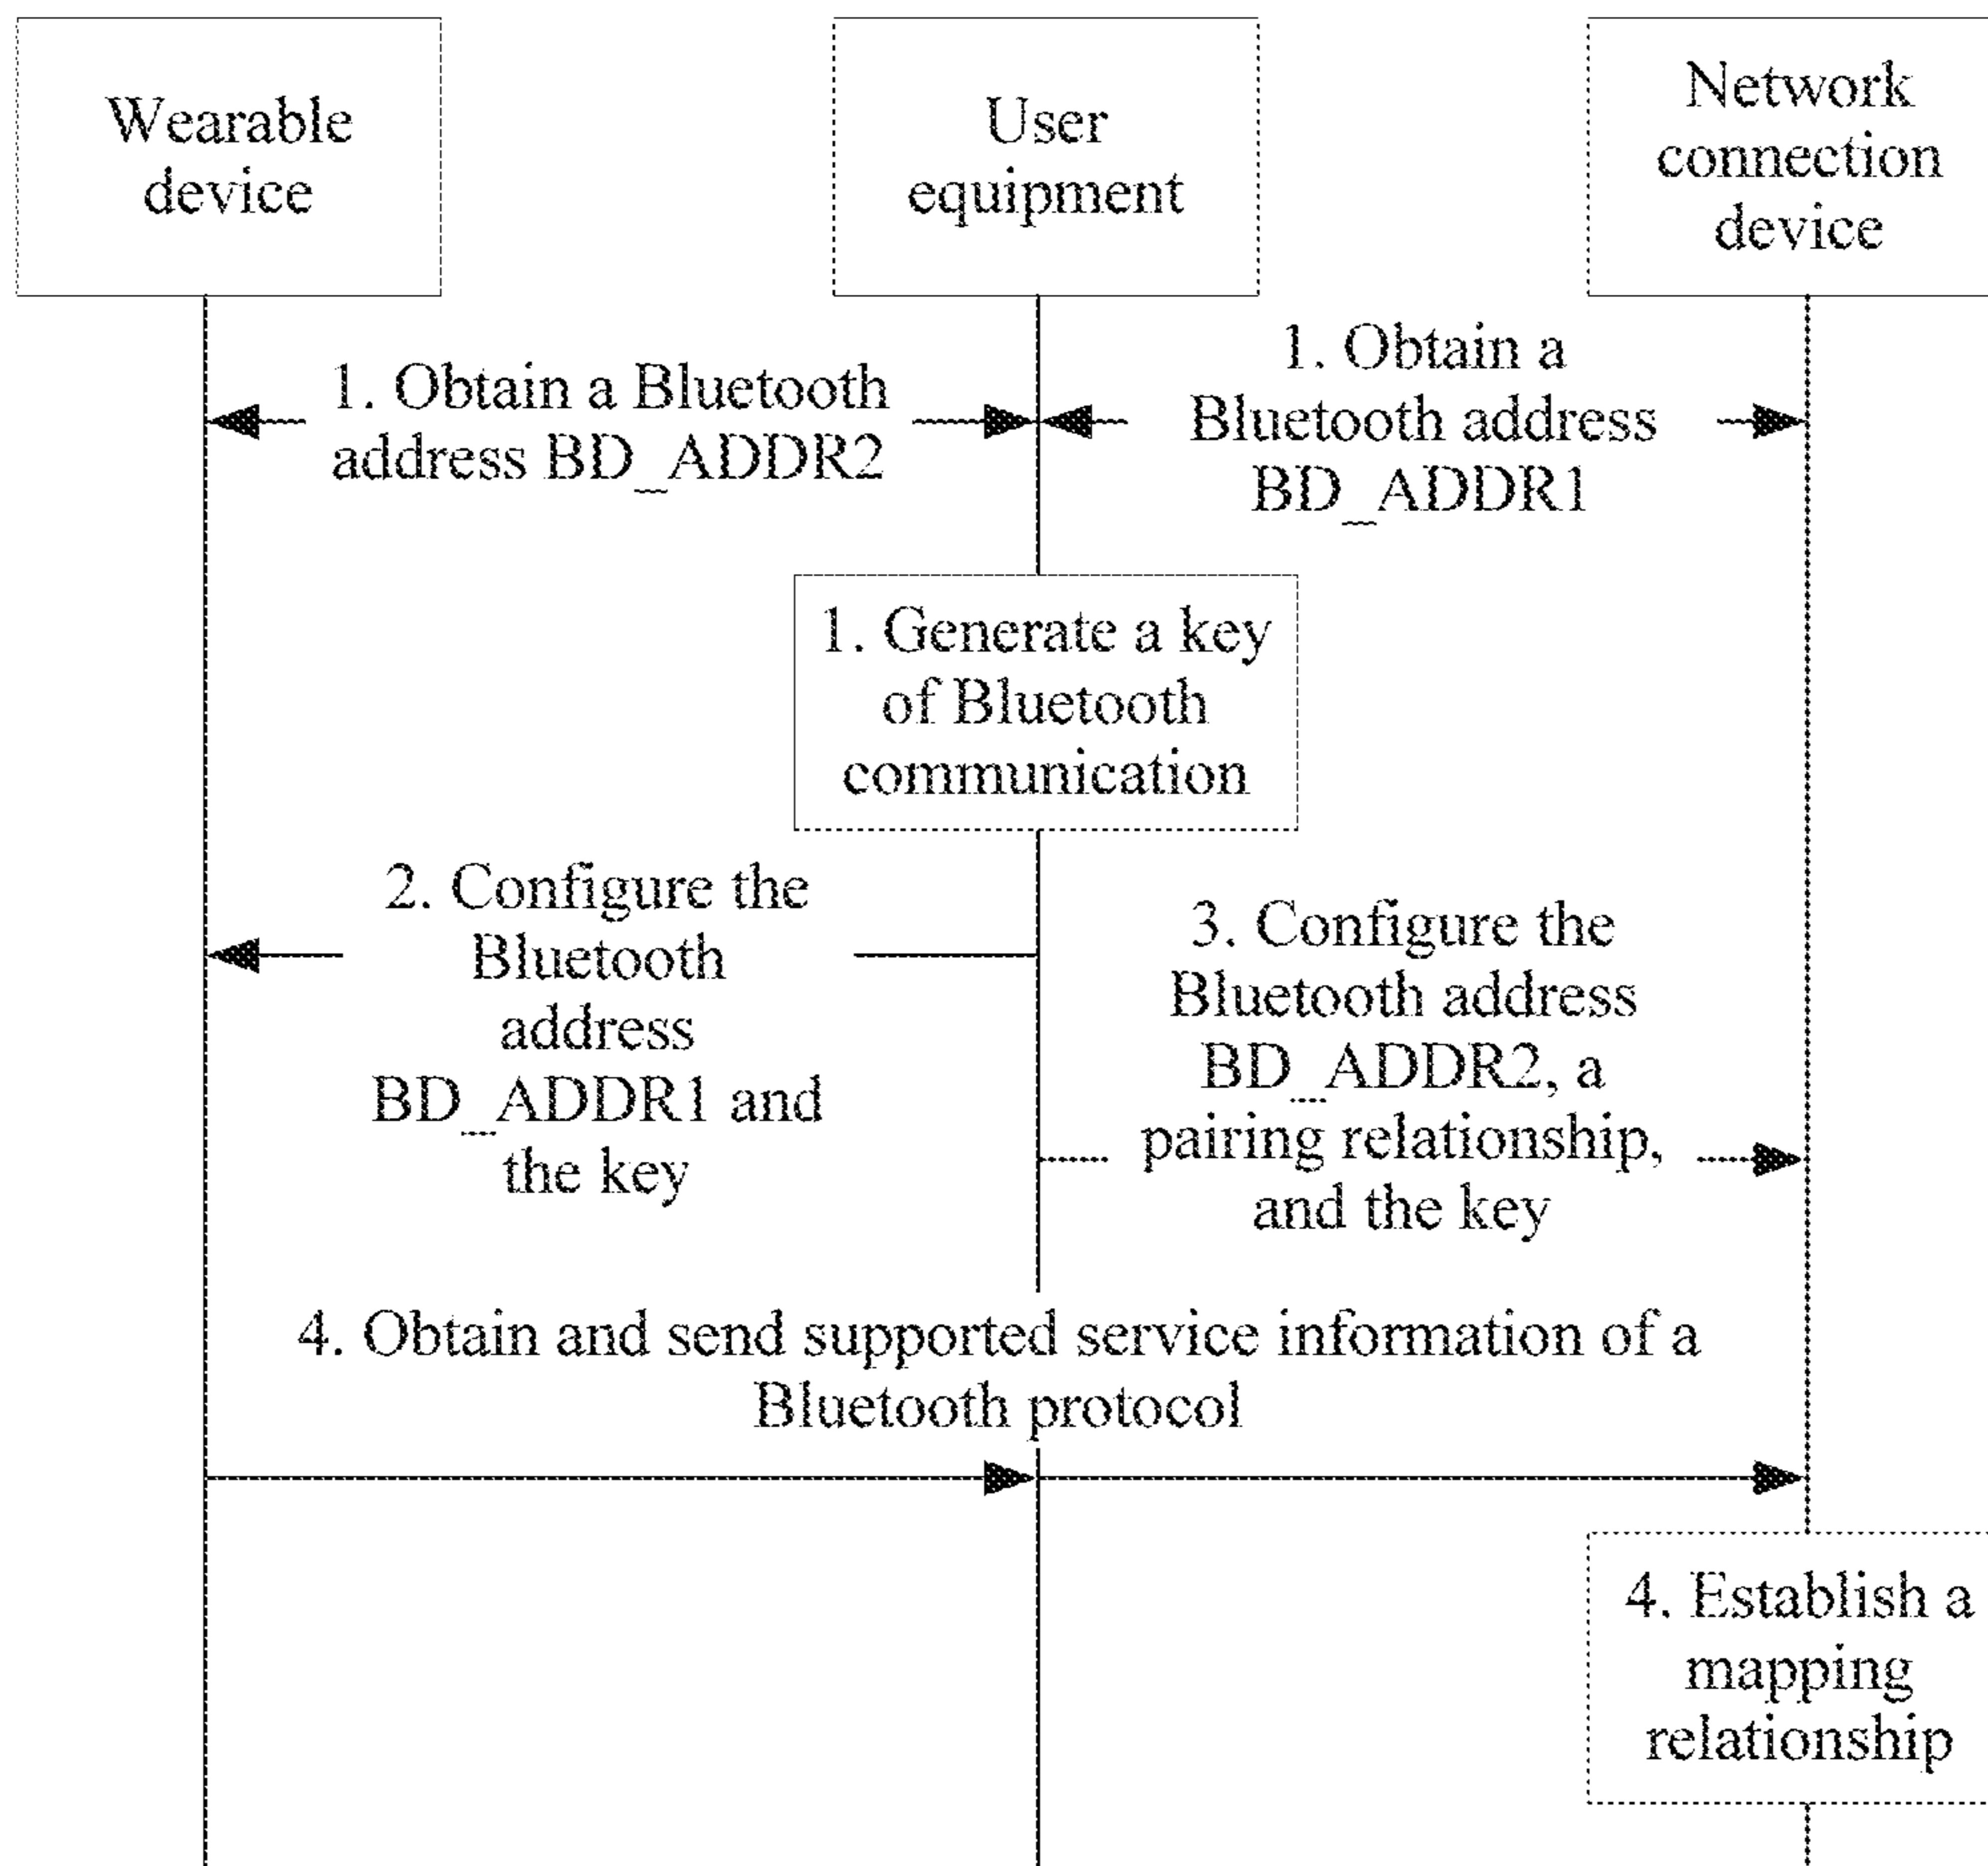 Wearable
device
User
equipment
Network
connection
device
1. Obtain a Bluetooth
address BD_ADDR2
1. Obtain a
Bluetooth address
BD_ADDR1
1. Generate a key
of Bluetooth
communication
2. Configure the
Bluetooth
address
BD_ADDR1 and
the key
3. Configure the
Bluetooth address
BD_ADDR2, a
pairing relationship,
and the key
4. Obtain and send supported service information of a
Bluetooth protocol
4. Establish a
mapping
relationship